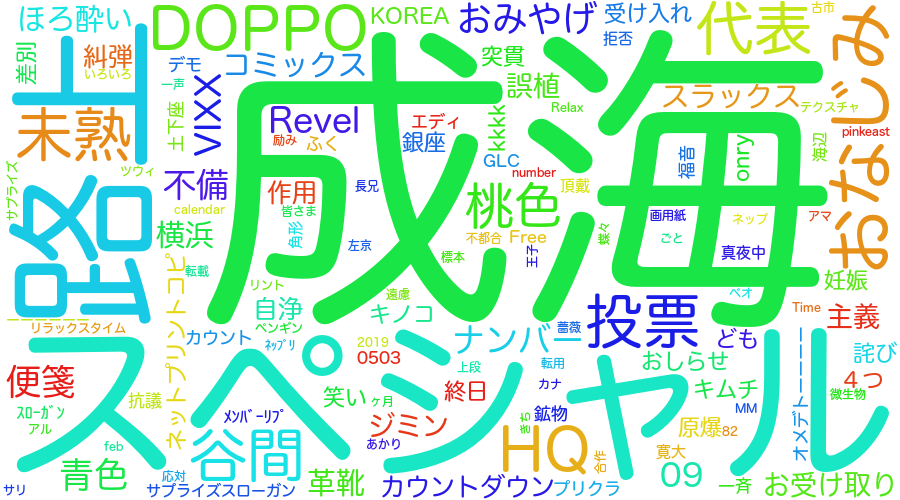 ほろ酔い
DOPPO
KOREA
おみやげ
受け入れ
代表
古市
おなじみ
差別
糾弾
いろいろ
デモ
コミックス
突貫
拒否
路上
未熟
一声
土下座
VIXX
Revel
エディ
kkkk
誤植
スラックス
テクスチャ
pinkeast
励み
ふく
銀座
Relax
成海
GLC
number
福音
onry
海辺
サプライズ
ツウィ
不備
作用
長兄
頂戴
桃色
calendar
皆さま
画用紙
ネップ
アマ
横浜
角形
左京
不都合
Free
蝶々
ごと
真夜中
転載
標本
王子
妊娠
リント
遠慮
ベオ
ーーーーーー
自浄
キノコ
投票
Time
主義
リラックスタイム
ネットプリントコピ
カウント
ペンギン
薔薇
ナンバー
ども
ネップリ
2019
0503
上段
転用
おしらせ
オメデトーーーー
詫び
スペシャル
便箋
抗議
笑い
ヶ月
終日
カナ
キムチ
4つ
微生物
スローガン
アル
メンバーリプ
ジミン
きち
鉱物
MM
feb
谷間
あかり
HQ
原爆
82
青色
応対
革靴
合作
寛大
09
サリ
サプライズスローガン
カウントダウン
プリクラ
一斉
お受け取り